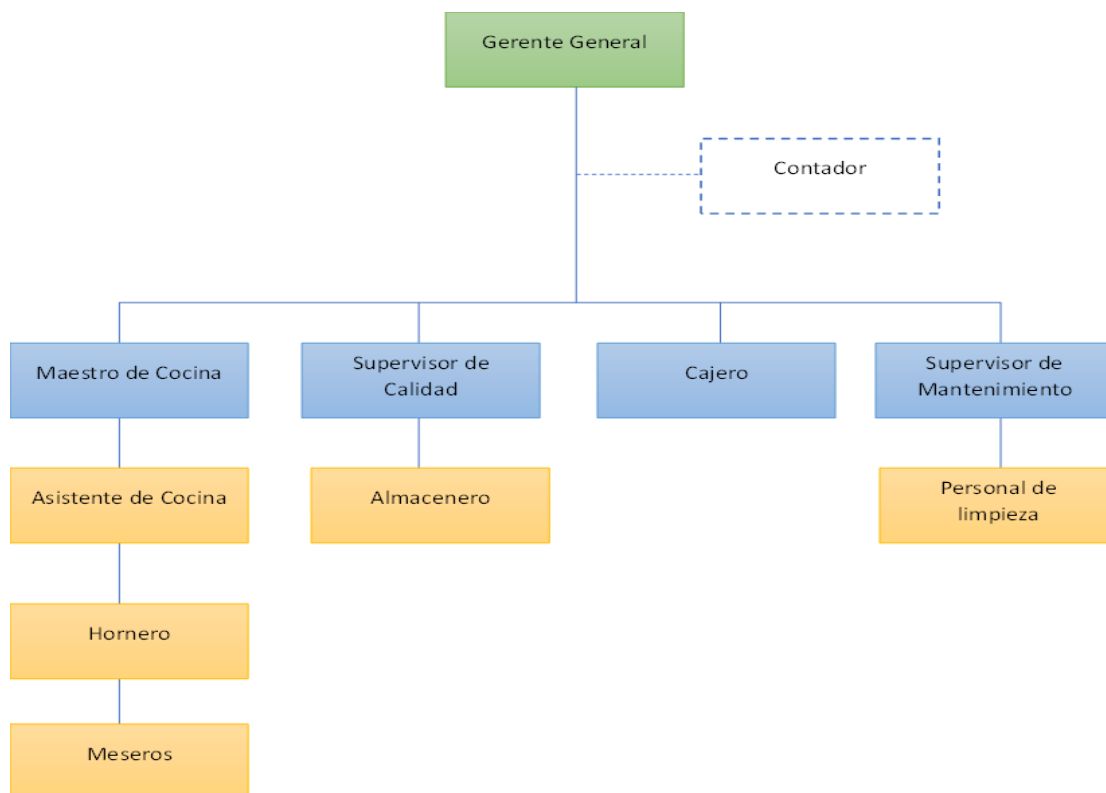 Gerente General
Contador
Maestro de Cocina
Supervisor de
Calidad
Cajero
Supervisor de
Mantenimiento
Asistente de Cocina
Almacenero
Personal de
limpieza
Hornero
Meseros